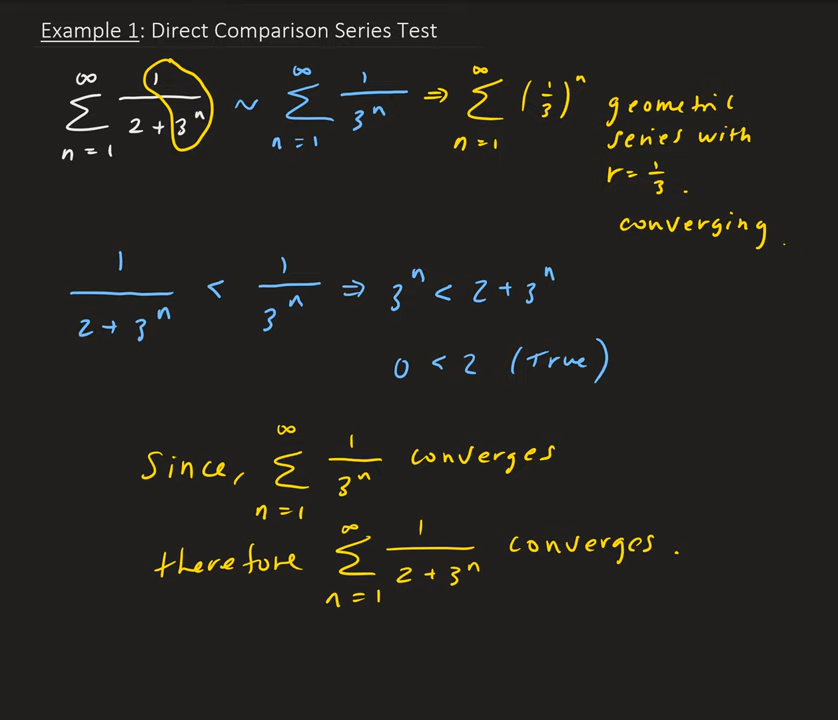 Example 1: Direct Comparison Series Test
∞ ∑ n = 1 1 / (2 + 3^n) ~ ∞ ∑ n = 1 1 / 3^n ⇒ ∞ ∑ n = 1 (1/3)^n
geometric
series with
r = 1/3 .
converging .
1 / (2 + 3^n) < 1 / 3^n ⇒ 3^n < 2 + 3^n
0 < 2 (True)
Since, ∞ ∑ n = 1 1 / 3^n converges
therefore ∞ ∑ n = 1 1 / (2 + 3^n) converges .